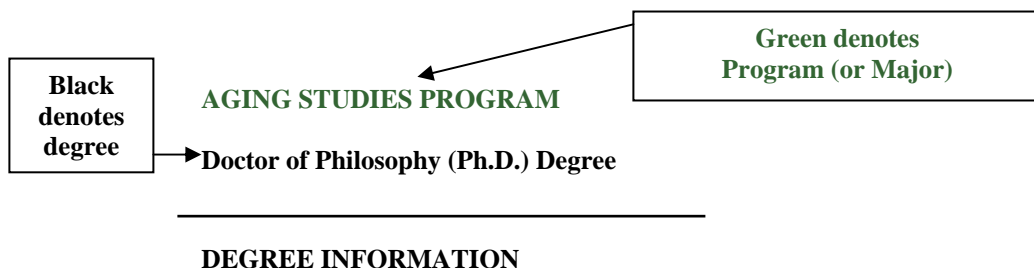 Green denotes
Program (or Major)
Black
denotes
degree
AGING STUDIES PROGRAM
Doctor of Philosophy (Ph.D.) Degree
DEGREE INFORMATION